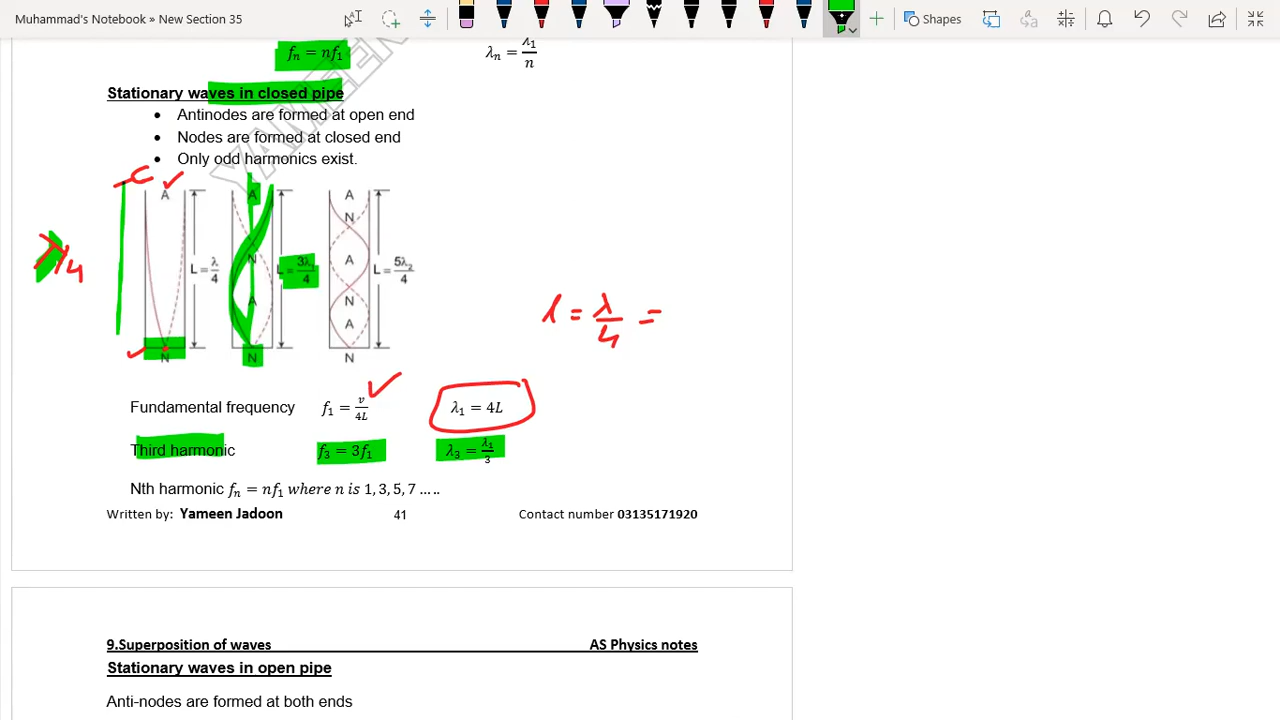 Muhammad's Notebook » New Section 35
Shapes
fₙ = nf₁ λₙ = λ₁/n
YAMEEN
Stationary waves in closed pipe
• Antinodes are formed at open end
• Nodes are formed at closed end
• Only odd harmonics exist.
A A A
N
λ/4 L = λ/4 N L = 3λ₁/4 A L = 5λ₂/4
A N
A
N N N
l = λ/4 =
Fundamental frequency f₁ = v/4L λ₁ = 4L
Third harmonic f₃ = 3f₁ λ₃ = λ₁/3
Nth harmonic fₙ = nf₁ where n is 1, 3, 5, 7 .....
Written by: Yameen Jadoon 41 Contact number 03135171920
9.Superposition of waves AS Physics notes
Stationary waves in open pipe
Anti-nodes are formed at both ends